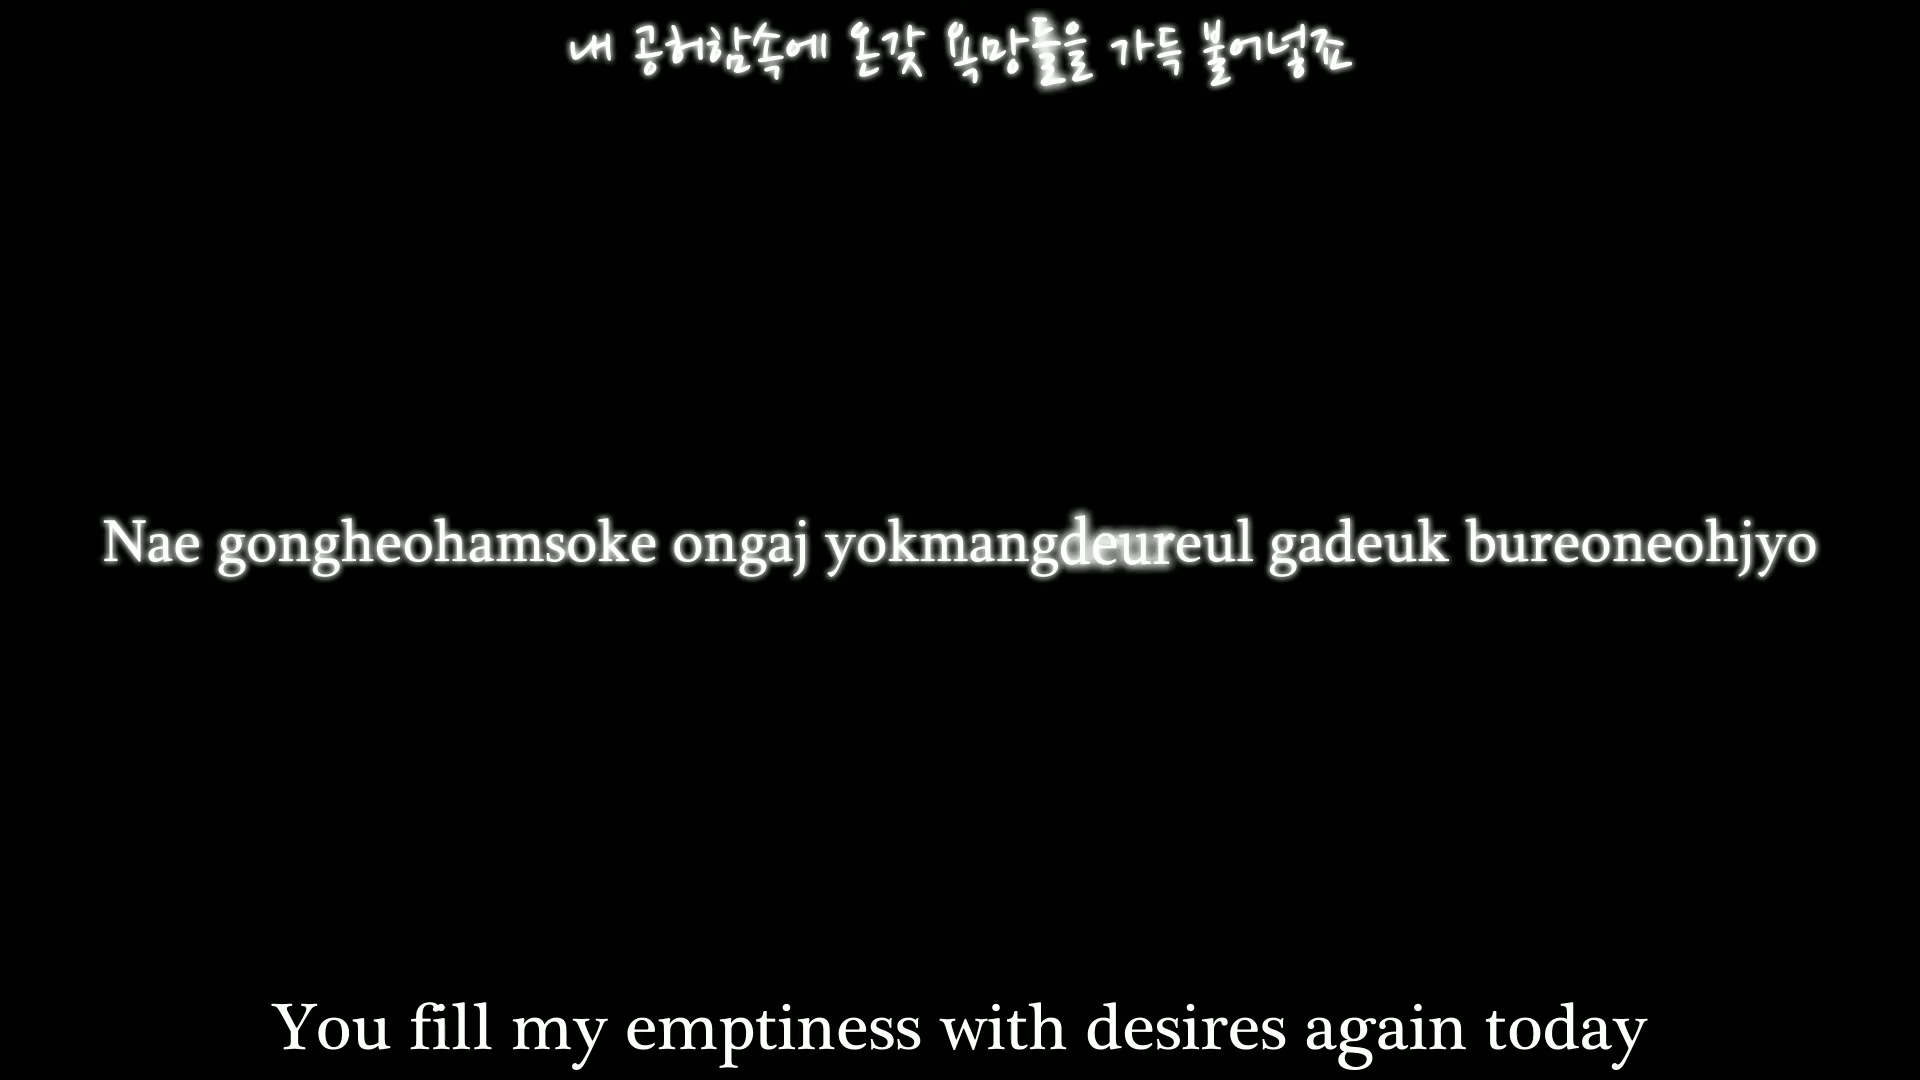 내 공허함속에 온갖 욕망들을 가득 불어넣죠
Nae gongheohamsoke ongaj yokmangdeureul gadeuk bureoneohjyo
You fill my emptiness with desires again today